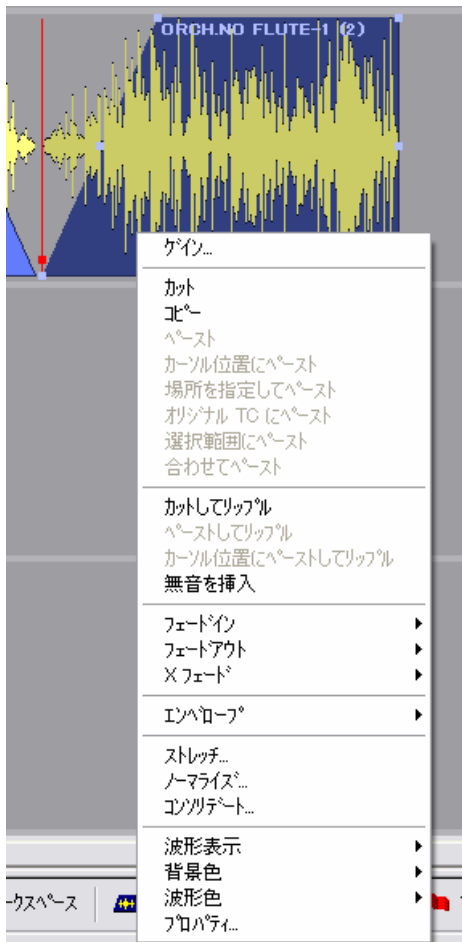 ORCH.NO FLUTE-1 (2)
ゲイン...
カット
コピー
ペースト
カーソル位置にペースト
場所を指定してペースト
オリジナル TC にペースト
選択範囲にペースト
合わせてペースト
カットしてリップル
ペーストしてリップル
カーソル位置にペーストしてリップル
無音を挿入
フェードイン
フェードアウト
X フェード
エンベロープ
ストレッチ...
ノーマライズ...
コンソリデート...
波形表示
背景色
波形色
プロパティ...
ークスペース